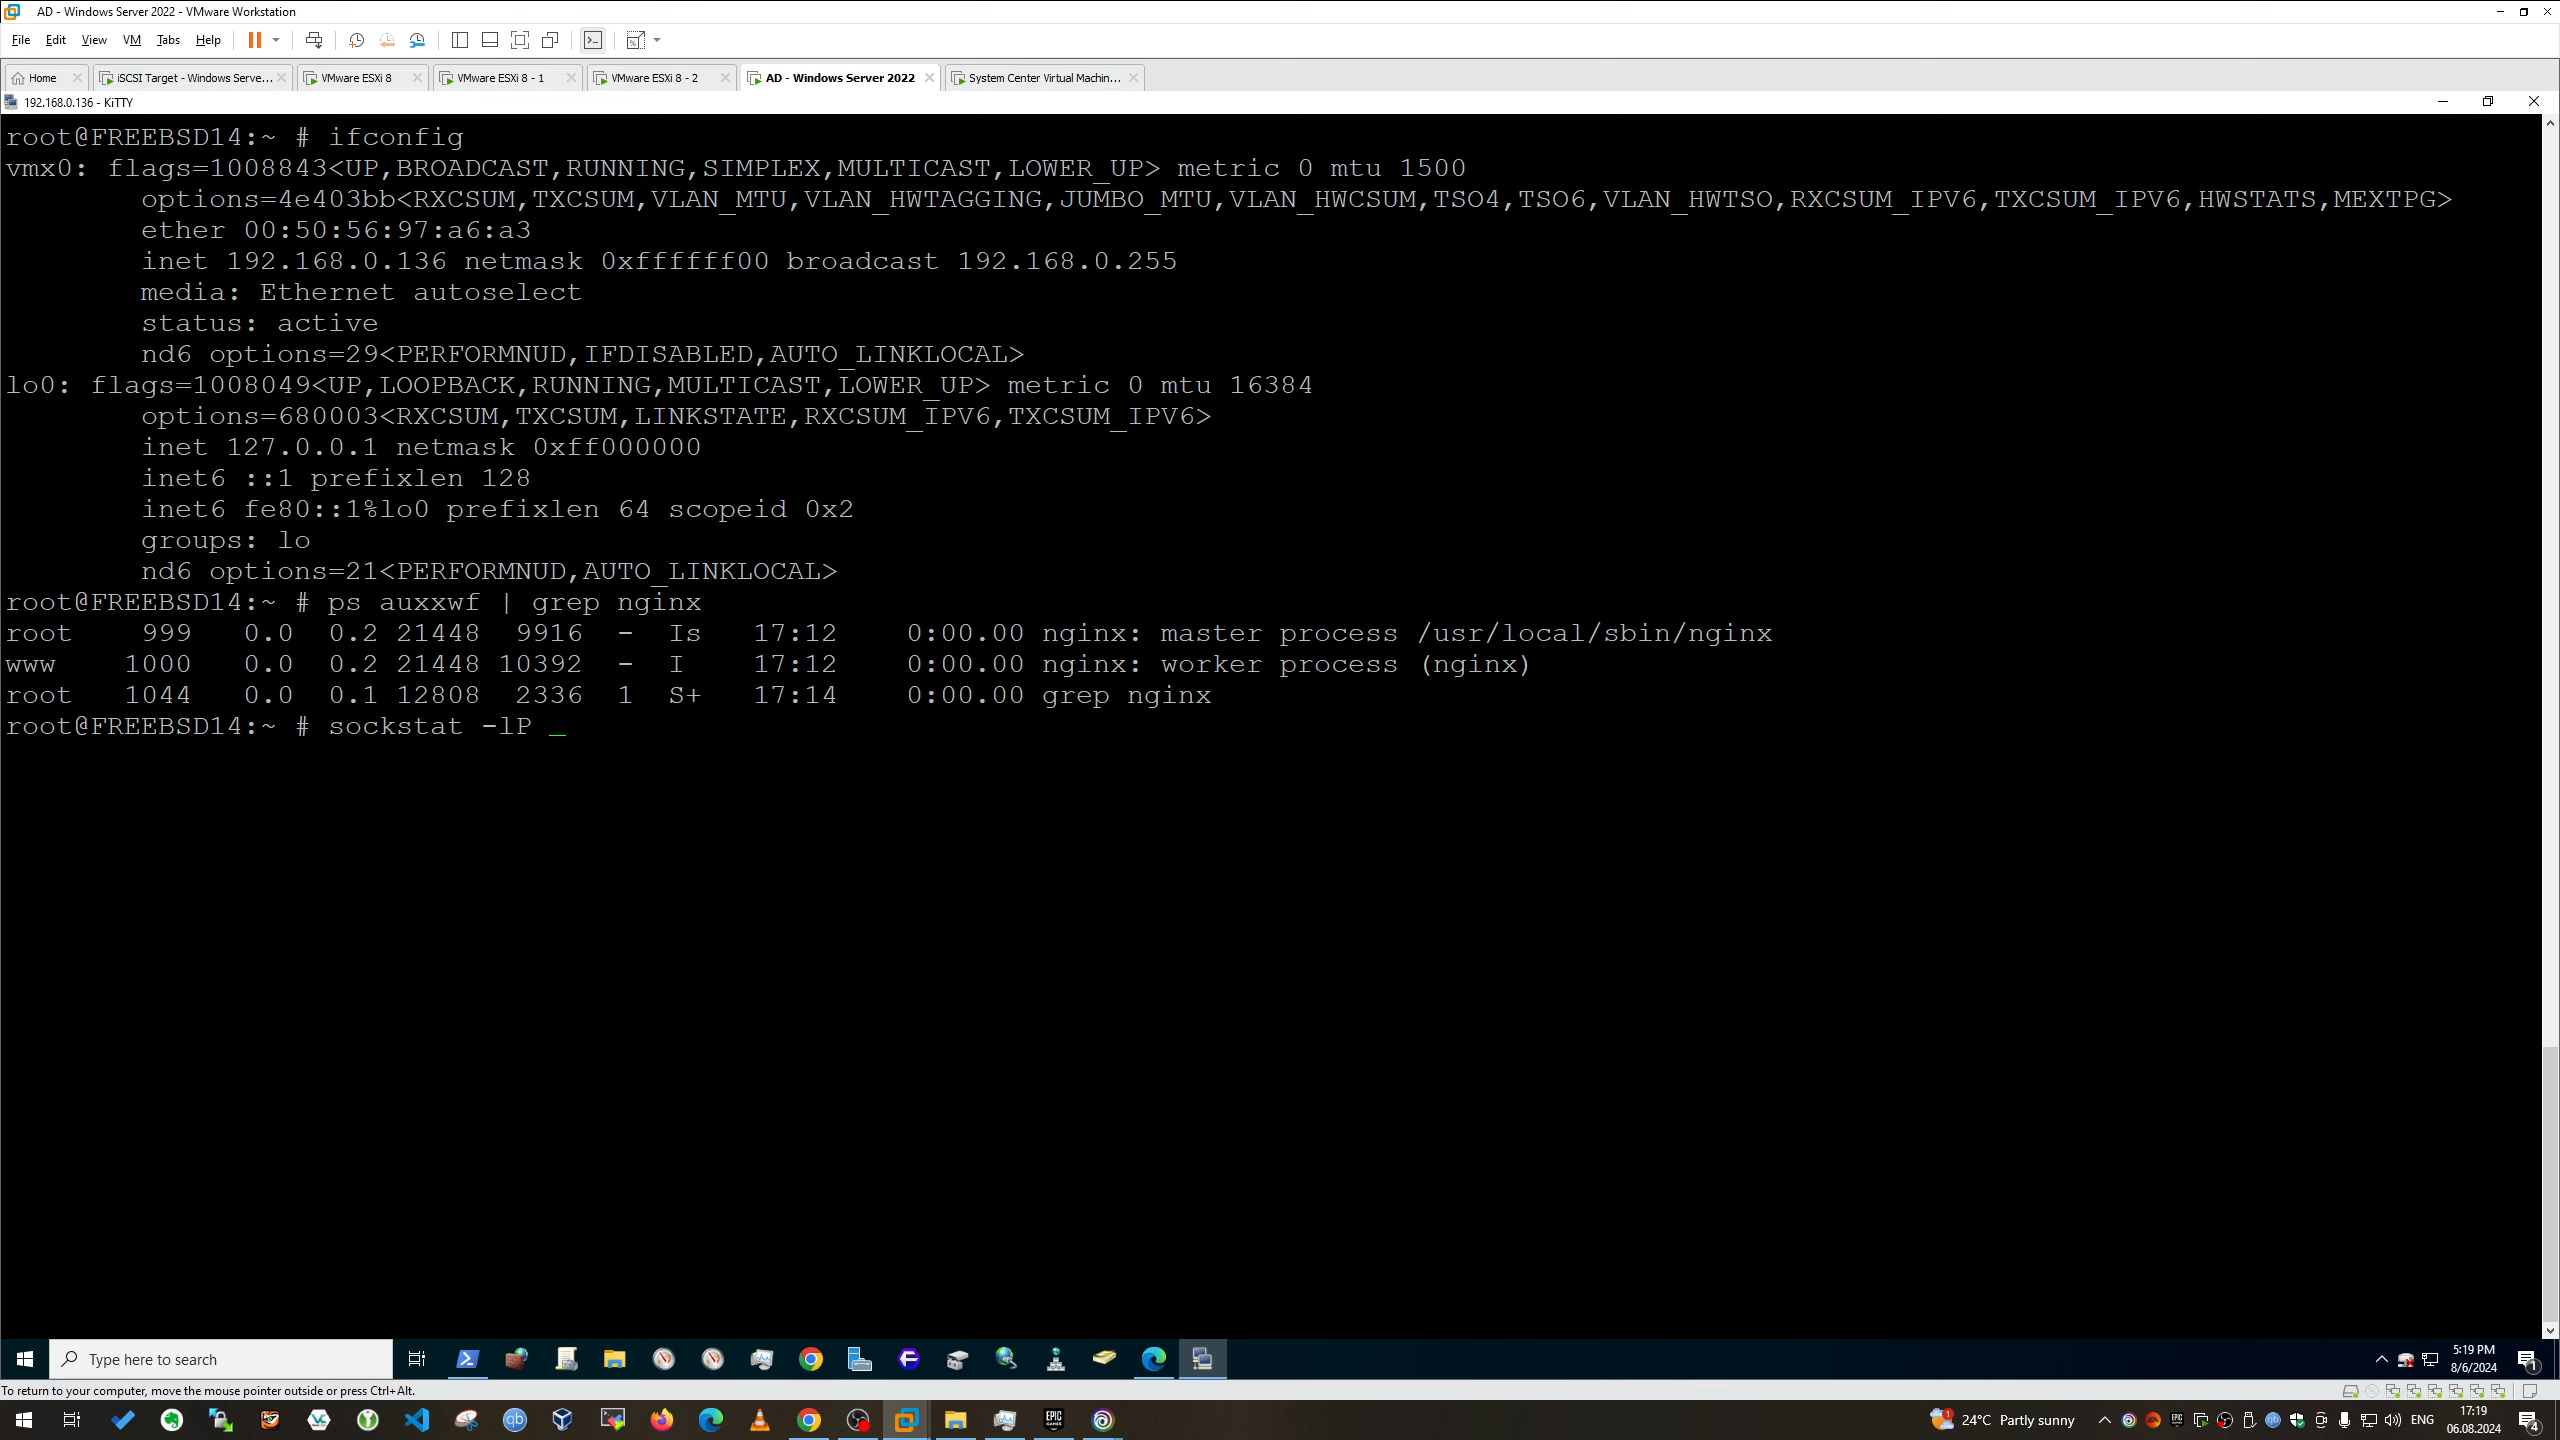 AD - Windows Server 2022 - VMware Workstation
File Edit View VM Tabs Help
Home iSCSI Target - Windows Serve... VMware ESXi 8 VMware ESXi 8 - 1 VMware ESXi 8 - 2 AD - Windows Server 2022 System Center Virtual Machin...
192.168.0.136 - KiTTY
root@FREEBSD14:~ # ifconfig
vmx0: flags=1008843<UP,BROADCAST,RUNNING,SIMPLEX,MULTICAST,LOWER_UP> metric 0 mtu 1500
options=4e403bb<RXCSUM,TXCSUM,VLAN_MTU,VLAN_HWTAGGING,JUMBO_MTU,VLAN_HWCSUM,TSO4,TSO6,VLAN_HWTSO,RXCSUM_IPV6,TXCSUM_IPV6,HWSTATS,MEXTPG>
ether 00:50:56:97:a6:a3
inet 192.168.0.136 netmask 0xffffff00 broadcast 192.168.0.255
media: Ethernet autoselect
status: active
nd6 options=29<PERFORMNUD,IFDISABLED,AUTO_LINKLOCAL>
lo0: flags=1008049<UP,LOOPBACK,RUNNING,MULTICAST,LOWER_UP> metric 0 mtu 16384
options=680003<RXCSUM,TXCSUM,LINKSTATE,RXCSUM_IPV6,TXCSUM_IPV6>
inet 127.0.0.1 netmask 0xff000000
inet6 ::1 prefixlen 128
inet6 fe80::1%lo0 prefixlen 64 scopeid 0x2
groups: lo
nd6 options=21<PERFORMNUD,AUTO_LINKLOCAL>
root@FREEBSD14:~ # ps auxxwf | grep nginx
root 999 0.0 0.2 21448 9916 - Is 17:12 0:00.00 nginx: master process /usr/local/sbin/nginx
www 1000 0.0 0.2 21448 10392 - I 17:12 0:00.00 nginx: worker process (nginx)
root 1044 0.0 0.1 12808 2336 1 S+ 17:14 0:00.00 grep nginx
root@FREEBSD14:~ # sockstat -lP _
Type here to search
5:19 PM
8/6/2024
1
To return to your computer, move the mouse pointer outside or press Ctrl+Alt.
24°C Partly sunny
ENG
17:19
06.08.2024
4